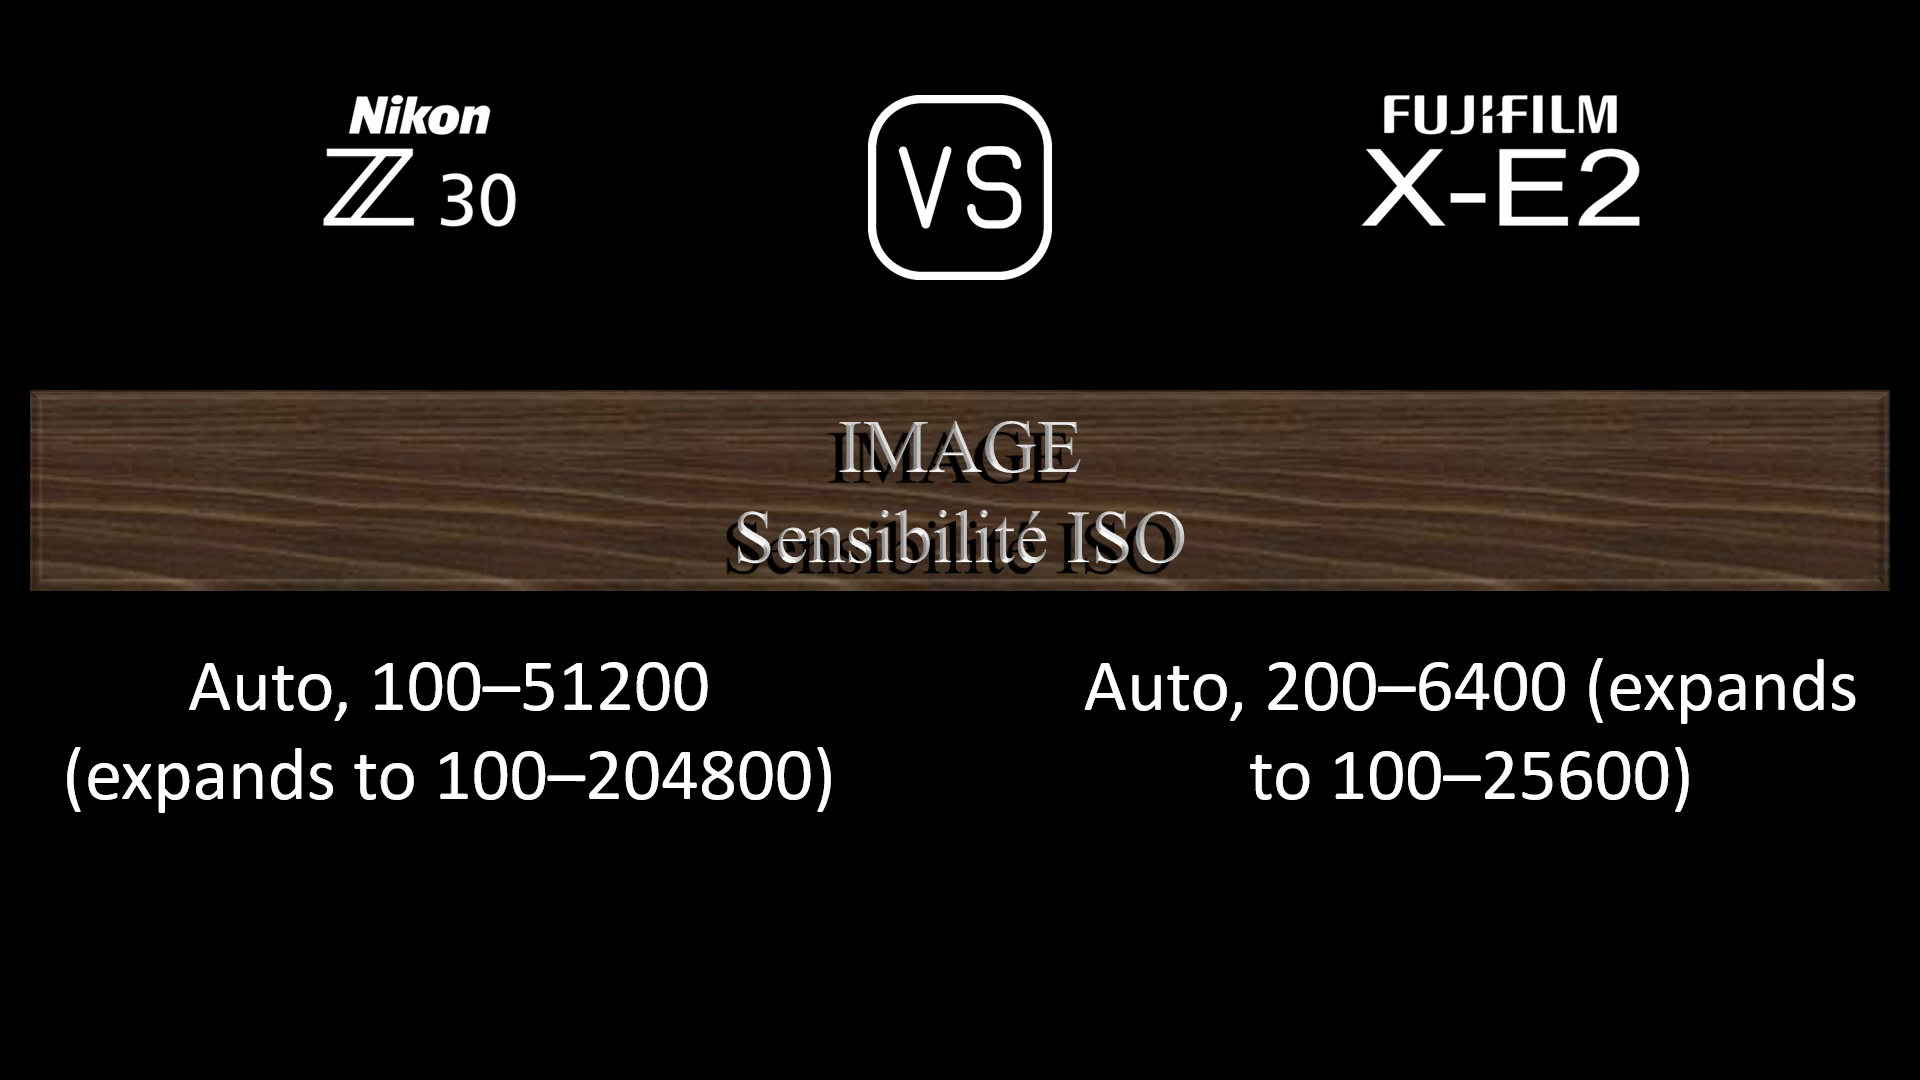 Nikon
Z 30
VS
FUJIFILM
X-E2
IMAGE
Sensibilité ISO
Auto, 100–51200
(expands to 100–204800)
Auto, 200–6400 (expands
to 100–25600)